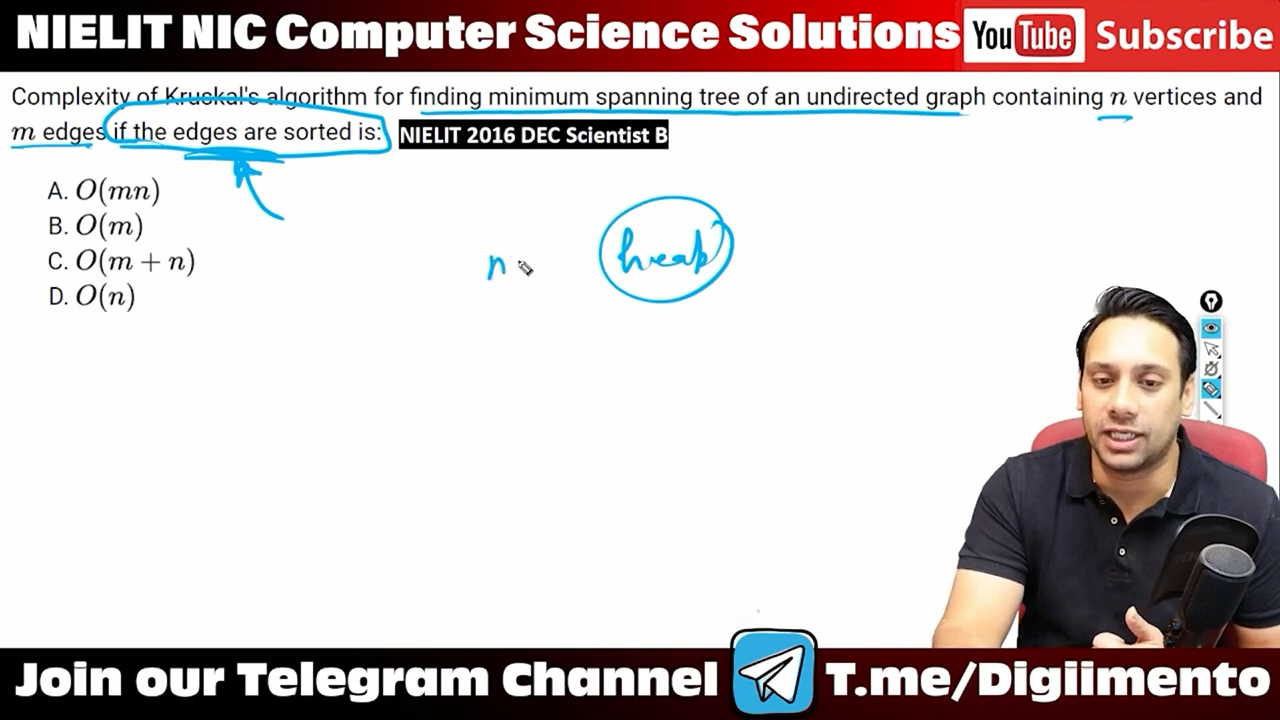 NIELIT NIC Computer Science Solutions YouTube Subscribe
Complexity of Kruskal's algorithm for finding minimum spanning tree of an undirected graph containing n vertices and
m edges if the edges are sorted is: NIELIT 2016 DEC Scientist B
A. O(mn)
B. O(m)
C. O(m + n)
D. O(n)
n
heap
Join our Telegram Channel T.me/Digiimento